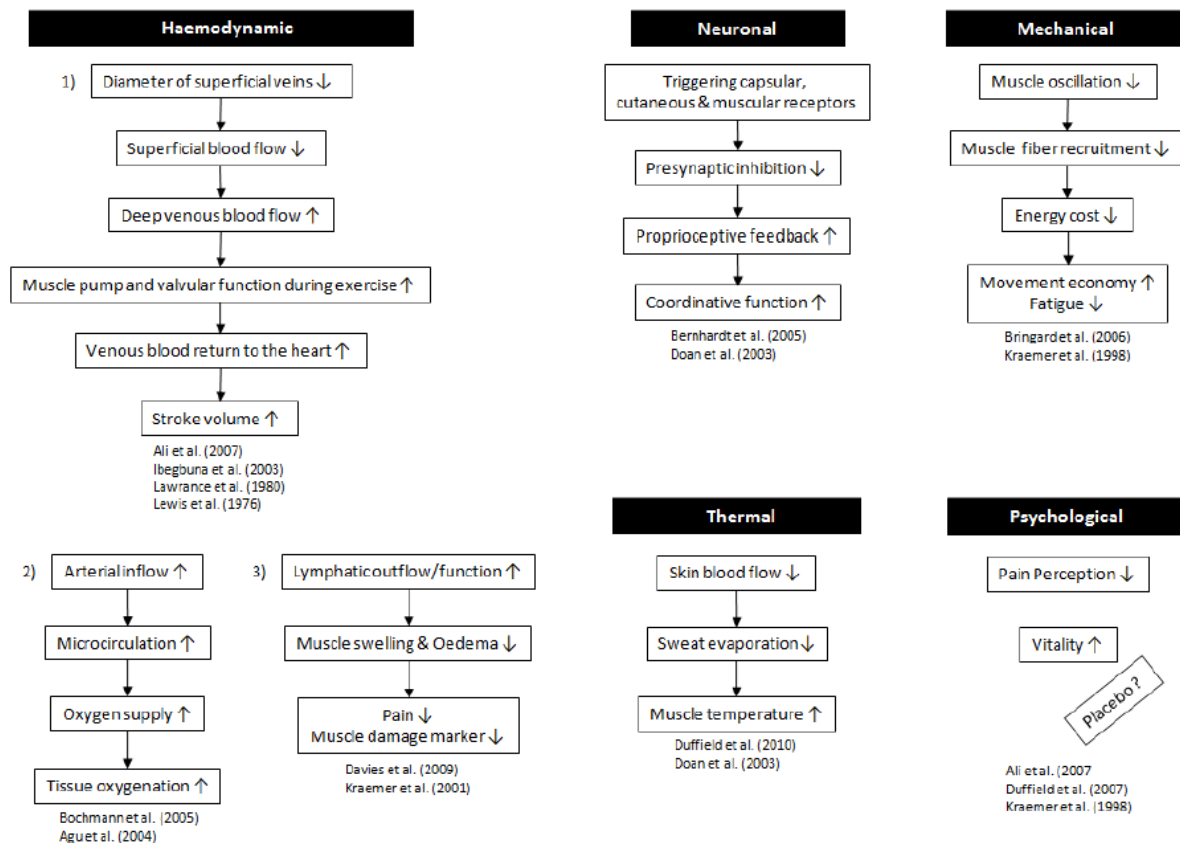 Haemodynamic
1)
Diameter of superficial veins ↓
Superficial blood flow ↓
Deep venous blood flow ↑
Muscle pump and valvular function during exercise ↑
Venous blood return to the heart ↑
Stroke volume ↑
Ali et al. (2007)
Ibegbuna et al. (2003)
Lawrance et al. (1980)
Lewis et al. (1976)
2)
Arterial inflow ↑
Microcirculation ↑
Oxygen supply ↑
Tissue oxygenation ↑
Bochmann et al. (2005)
Agu et al. (2004)
3)
Lymphatic outflow/function ↑
Muscle swelling & Oedema ↓
Pain ↓
Muscle damage marker ↓
Davies et al. (2009)
Kraemer et al. (2001)
Neuronal
Triggering capsular,
cutaneous & muscular receptors
Presynaptic inhibition ↓
Proprioceptive feedback ↑
Coordinative function ↑
Bernhardt et al. (2005)
Doan et al. (2003)
Mechanical
Muscle oscillation ↓
Muscle fiber recruitment ↓
Energy cost ↓
Movement economy ↑
Fatigue ↓
Bringard et al. (2006)
Kraemer et al. (1998)
Thermal
Skin blood flow ↓
Sweat evaporation ↓
Muscle temperature ↑
Duffield et al. (2010)
Doan et al. (2003)
Psychological
Pain Perception ↓
Vitality ↑
Placebo ?
Ali et al. (2007
Duffield et al. (2007)
Kraemer et al. (1998)